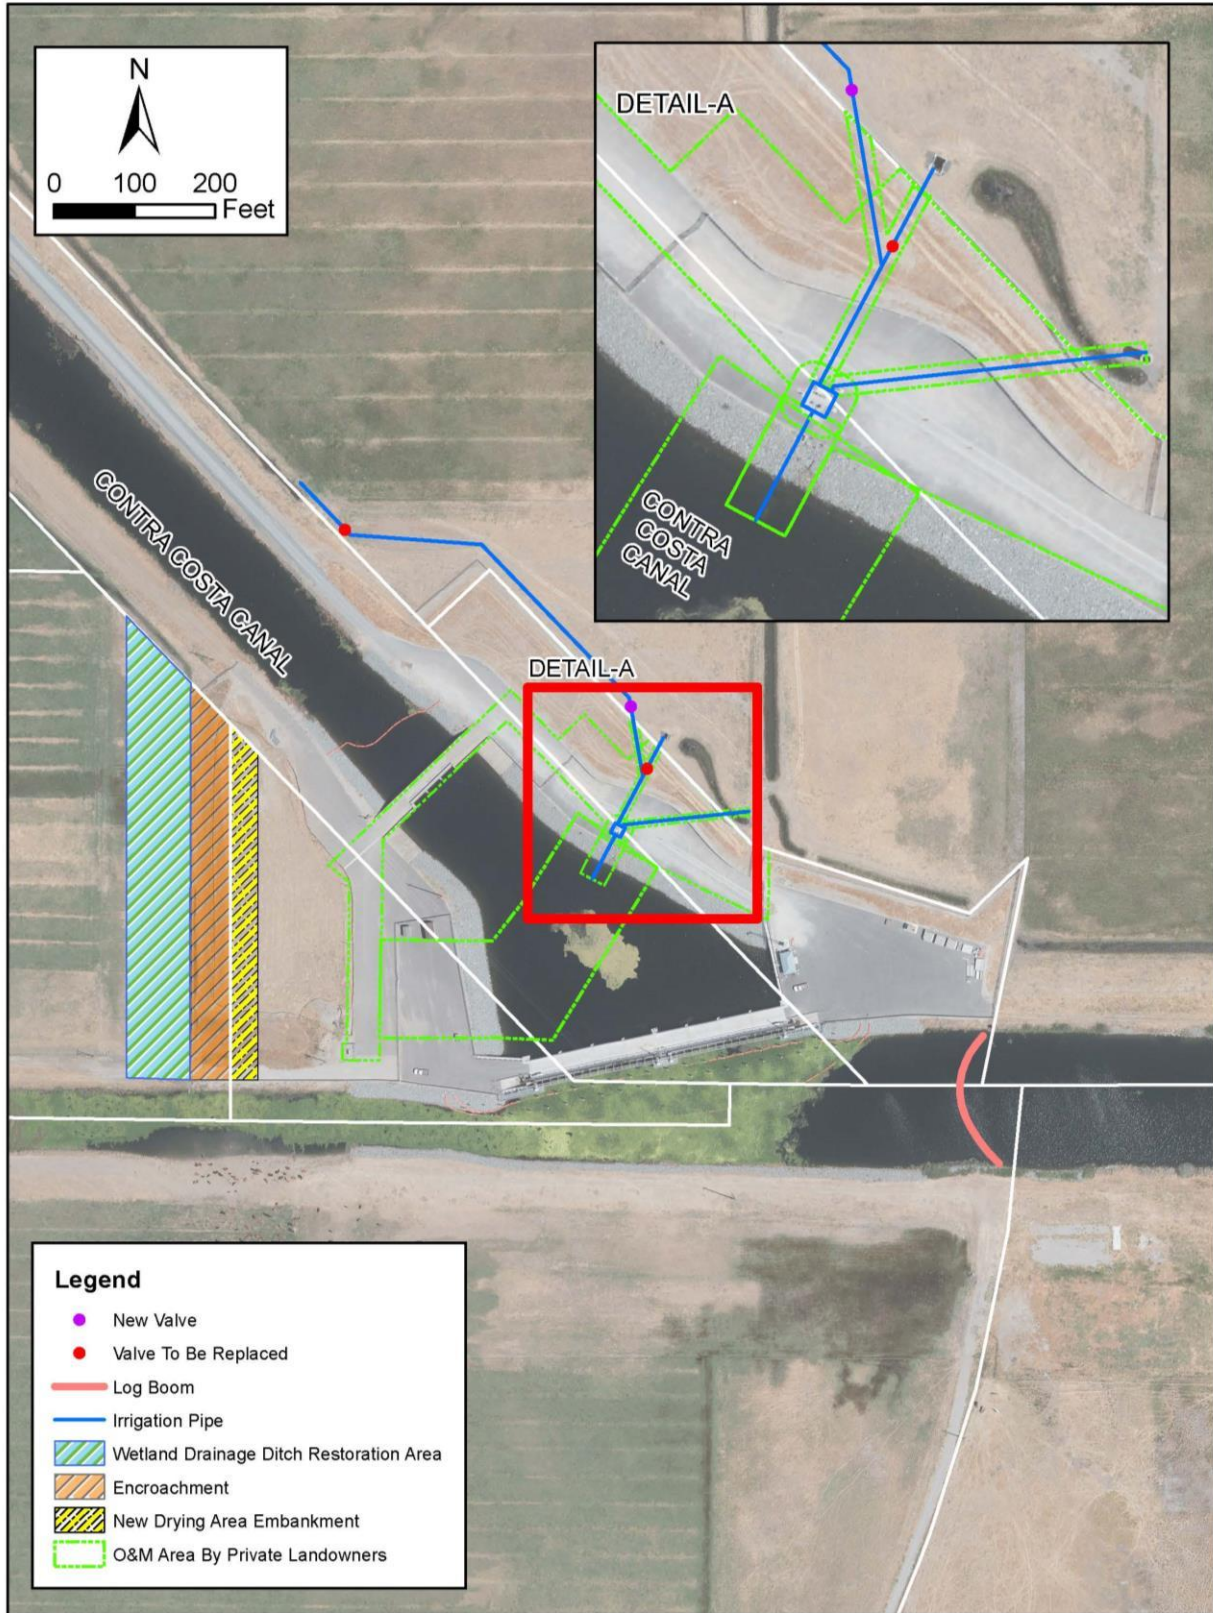 N
0 100 200
Feet
DETAIL-A
CONTRA
COSTA
CANAL
CONTRA COSTA CANAL
DETAIL-A
Legend
New Valve
Valve To Be Replaced
Log Boom
Irrigation Pipe
Wetland Drainage Ditch Restoration Area
Encroachment
New Drying Area Embankment
O&M Area By Private Landowners